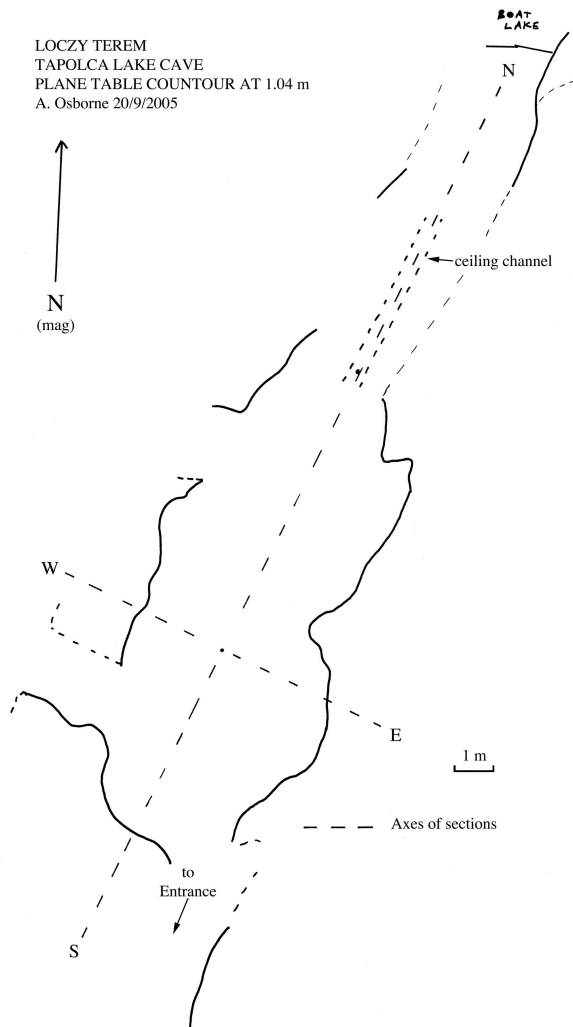 BOAT
LAKE
LOCZY TEREM
TAPOLCA LAKE CAVE
PLANE TABLE COUNTOUR AT 1.04 m
A. Osborne 20/9/2005
N
N
(mag)
ceiling channel
W
E
1 m
Axes of sections
to
Entrance
S